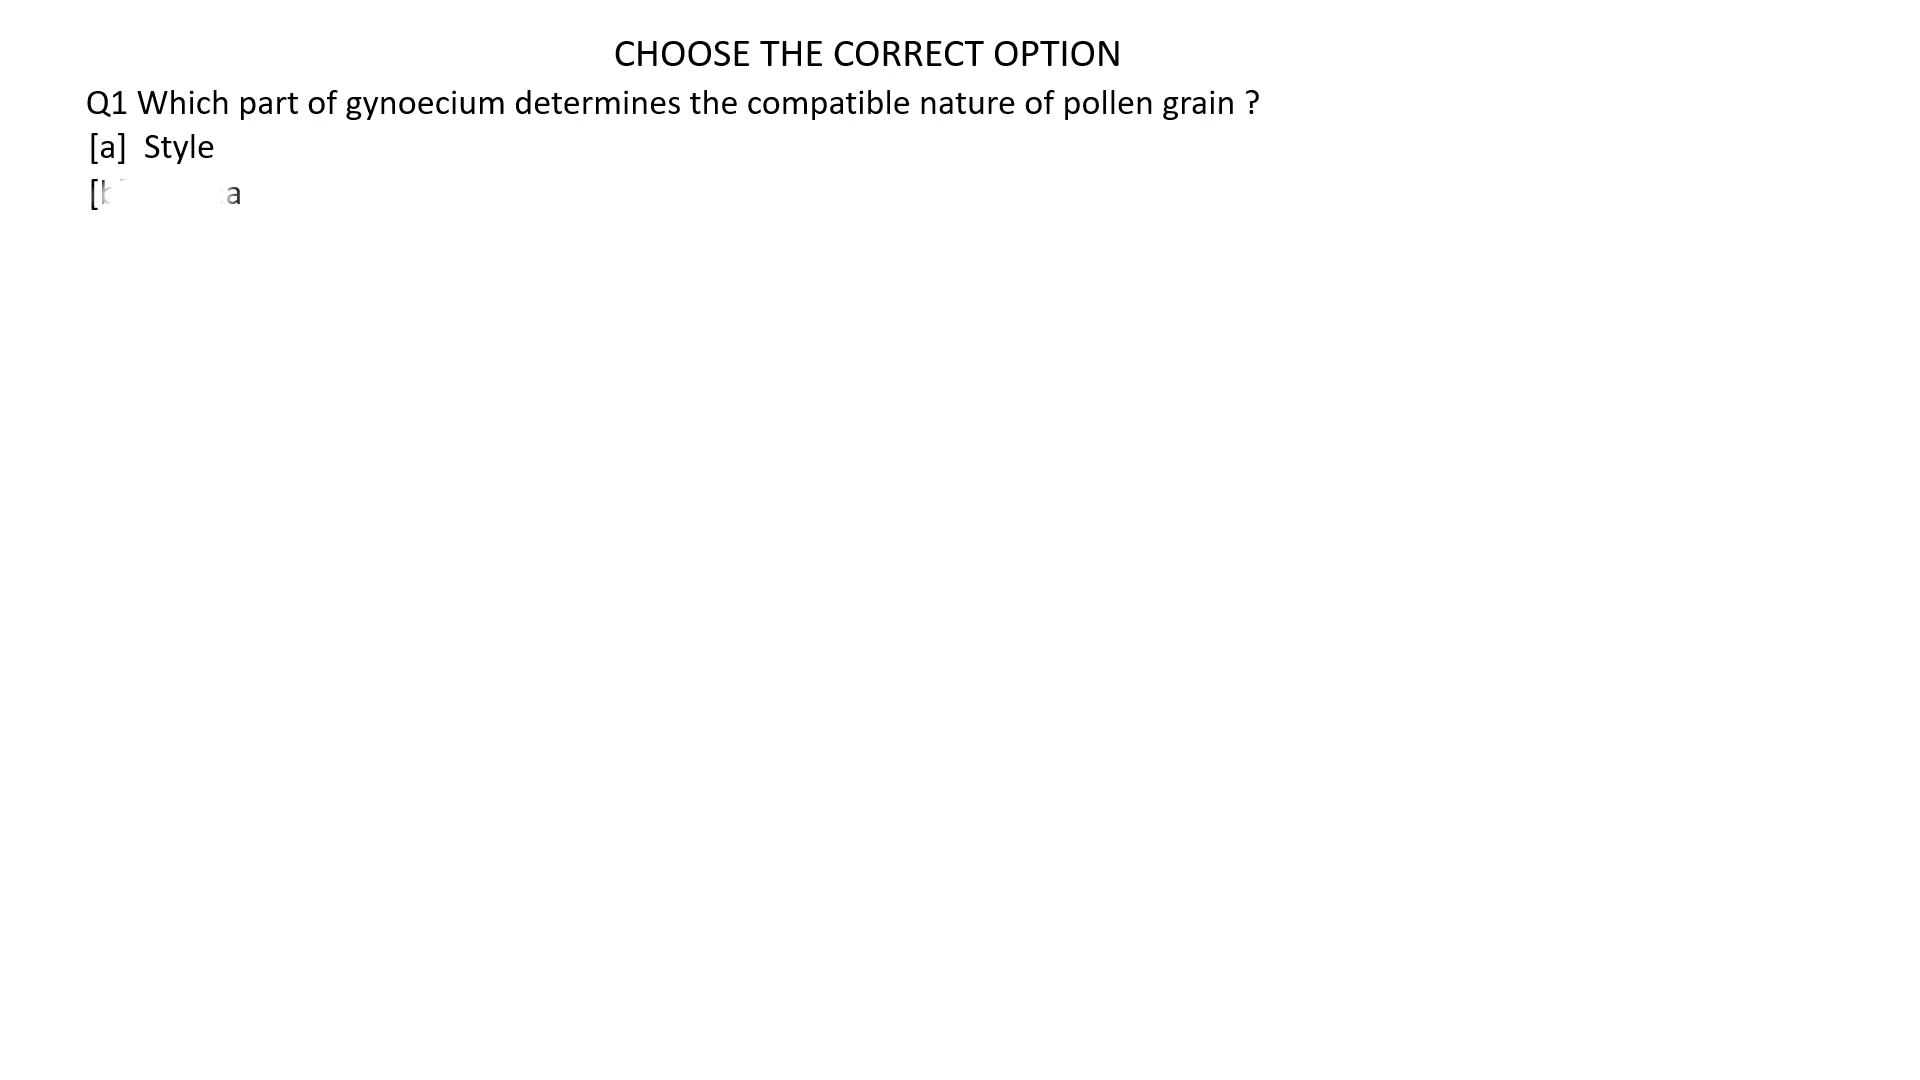 CHOOSE THE CORRECT OPTION
Q1 Which part of gynoecium determines the compatible nature of pollen grain ?
[a] Style